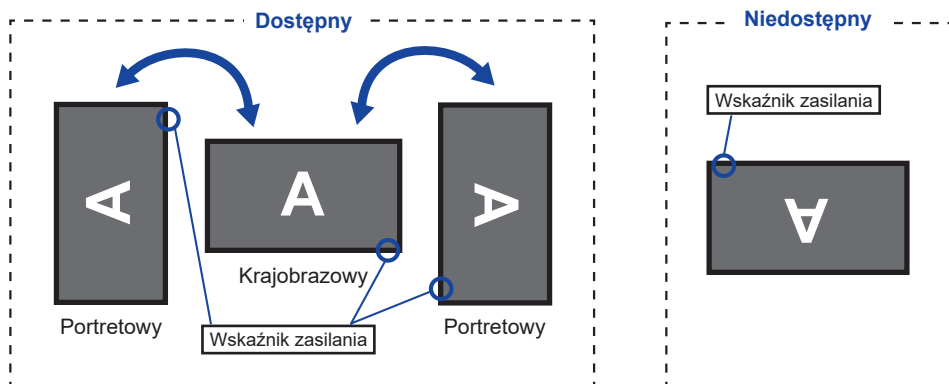 Dostępny
Niedostępny
Wskaźnik zasilania
A
A
A
A
Krajobrazowy
Portretowy
Wskaźnik zasilania
Portretowy